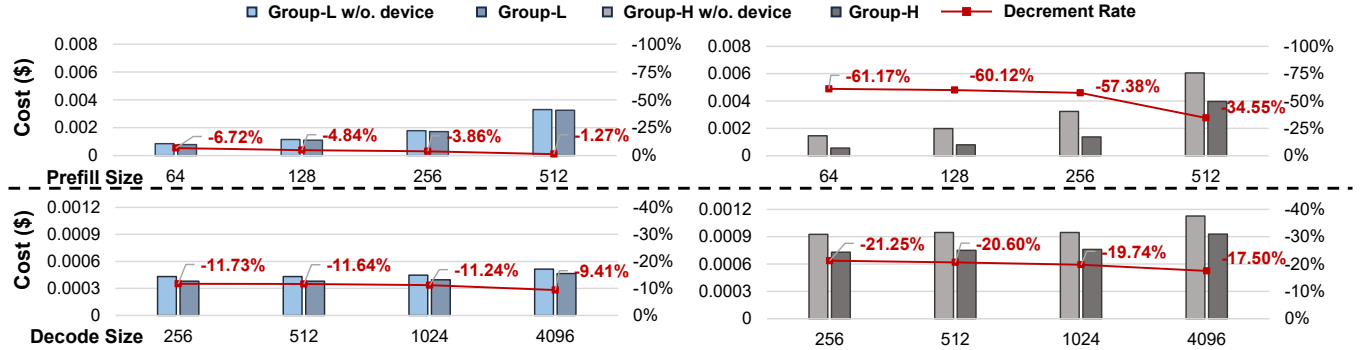 Group-L w/o. device Group-L Group-H w/o. device Group-H Decrement Rate
Cost ($)
0.008 -100% 0.008 -100%
0.006 -75% 0.006 -75%
0.004 -50% 0.004 -50%
0.002 -25% 0.002 -25%
0 0% 0 0%
-6.72% -4.84% -3.86% -1.27% -61.17% -60.12% -57.38% -34.55%
Prefill Size 64 128 256 512 64 128 256 512
Cost ($)
0.0012 -40% 0.0012 -40%
0.0009 -30% 0.0009 -30%
0.0006 -20% 0.0006 -20%
0.0003 -10% 0.0003 -10%
0 0% 0 0%
-11.73% -11.64% -11.24% -9.41% -21.25% -20.60% -19.74% -17.50%
Decode Size 256 512 1024 4096 256 512 1024 4096